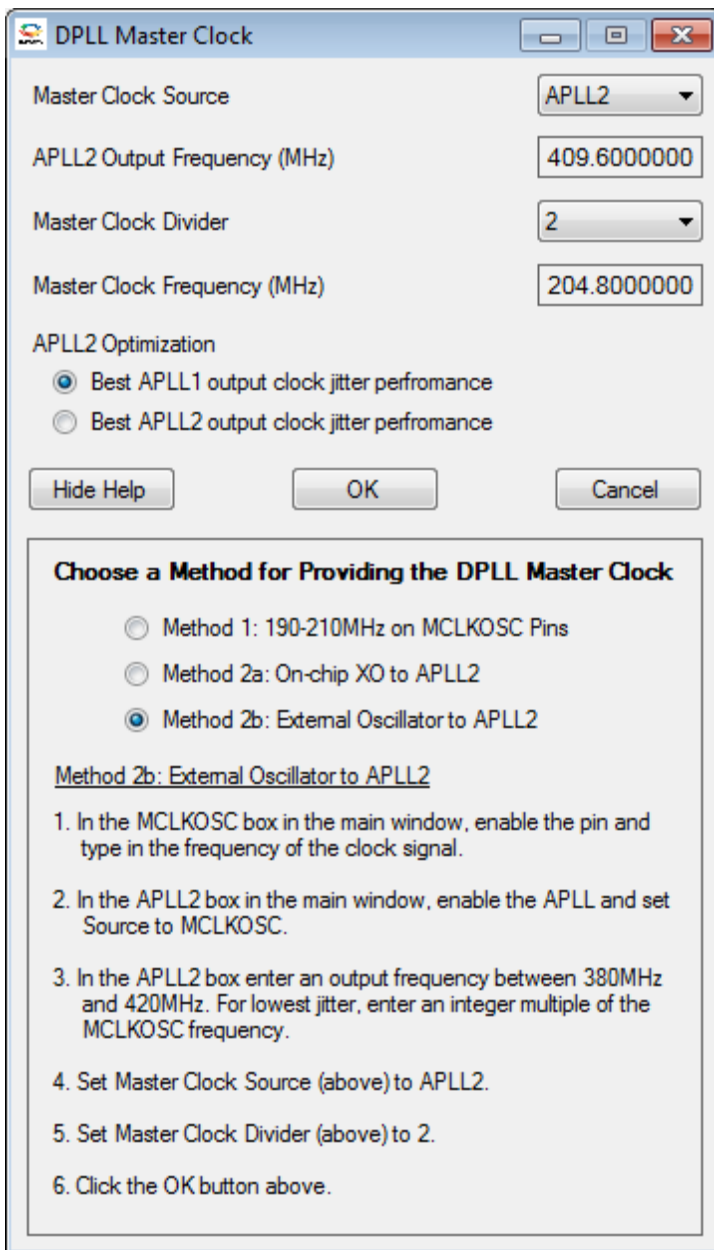 DPLL Master Clock
Master Clock Source
APLL2
APLL2 Output Frequency (MHz)
409.6000000
Master Clock Divider
2
Master Clock Frequency (MHz)
204.8000000
APLL2 Optimization
Best APLL1 output clock jitter perfromance
Best APLL2 output clock jitter perfromance
Hide Help
OK
Cancel
Choose a Method for Providing the DPLL Master Clock
Method 1: 190-210MHz on MCLKOSC Pins
Method 2a: On-chip XO to APLL2
Method 2b: External Oscillator to APLL2
Method 2b: External Oscillator to APLL2
1. In the MCLKOSC box in the main window, enable the pin and
type in the frequency of the clock signal.
2. In the APLL2 box in the main window, enable the APLL and set
Source to MCLKOSC.
3. In the APLL2 box enter an output frequency between 380MHz
and 420MHz. For lowest jitter, enter an integer multiple of the
MCLKOSC frequency.
4. Set Master Clock Source (above) to APLL2.
5. Set Master Clock Divider (above) to 2.
6. Click the OK button above.